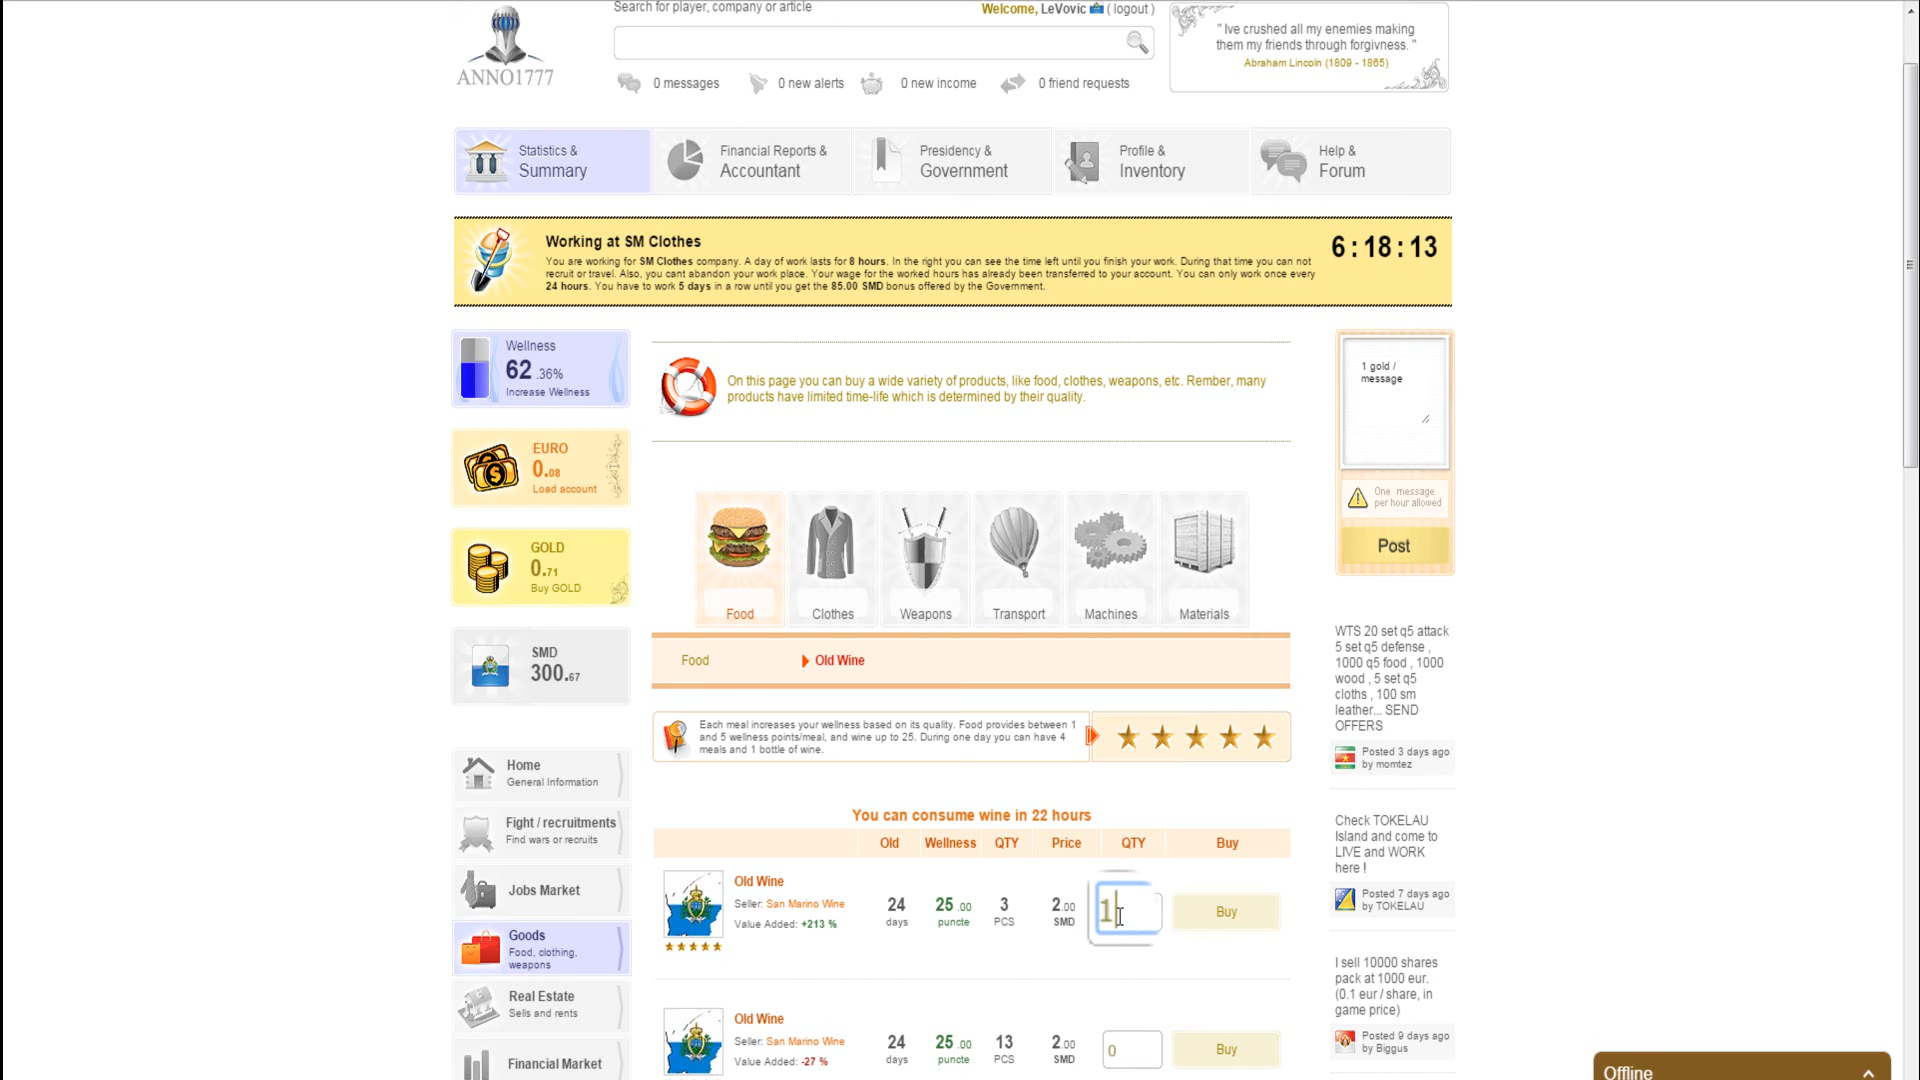 Search for player, company or article
Welcome, LeVovic ( logout )
ANNO1777
0 messages
0 new alerts
0 new income
0 friend requests
" Ive crushed all my enemies making
them my friends through forgivness. "
Abraham Lincoln (1809 - 1865)
Statistics &
Summary
Financial Reports &
Accountant
Presidency &
Government
Profile &
Inventory
Help &
Forum
Working at SM Clothes
You are working for SM Clothes company. A day of work lasts for 8 hours. In the right you can see the time left until you finish your work. During that time you can not
recruit or travel. Also, you cant abandon your work place. Your wage for the worked hours has already been transferred to your account. You can only work once every
24 hours. You have to work 5 days in a row until you get the 85.00 SMD bonus offered by the Government.
6:18:13
Wellness
62 .36%
Increase Wellness
EURO
0.08
Load account
GOLD
0.71
Buy GOLD
SMD
300.67
Home
General Information
Fight / recruitments
Find wars or recruits
Jobs Market
Goods
Food, clothing,
weapons
Real Estate
Sells and rents
Financial Market
On this page you can buy a wide variety of products, like food, clothes, weapons, etc. Rember, many
products have limited time-life which is determined by their quality.
Food
Clothes
Weapons
Transport
Machines
Materials
Food
Old Wine
Each meal increases your wellness based on its quality. Food provides between 1
and 5 wellness points/meal, and wine up to 25. During one day you can have 4
meals and 1 bottle of wine.
You can consume wine in 22 hours
Old Wellness QTY Price QTY Buy
Old Wine
Seller: San Marino Wine
Value Added: +213 %
24
days
25 .00
puncte
3
PCS
2.00
SMD
1
Buy
Old Wine
Seller: San Marino Wine
Value Added: -27 %
24
days
25 .00
puncte
13
PCS
2.00
SMD
0
Buy
1 gold /
message
One message
per hour allowed
Post
WTS 20 set q5 attack
5 set q5 defense ,
1000 q5 food , 1000
wood , 5 set q5
cloths , 100 sm
leather... SEND
OFFERS
Posted 3 days ago
by momtez
Check TOKELAU
Island and come to
LIVE and WORK
here !
Posted 7 days ago
by TOKELAU
I sell 10000 shares
pack at 1000 eur.
(0.1 eur / share, in
game price)
Posted 9 days ago
by Biggus
Offline